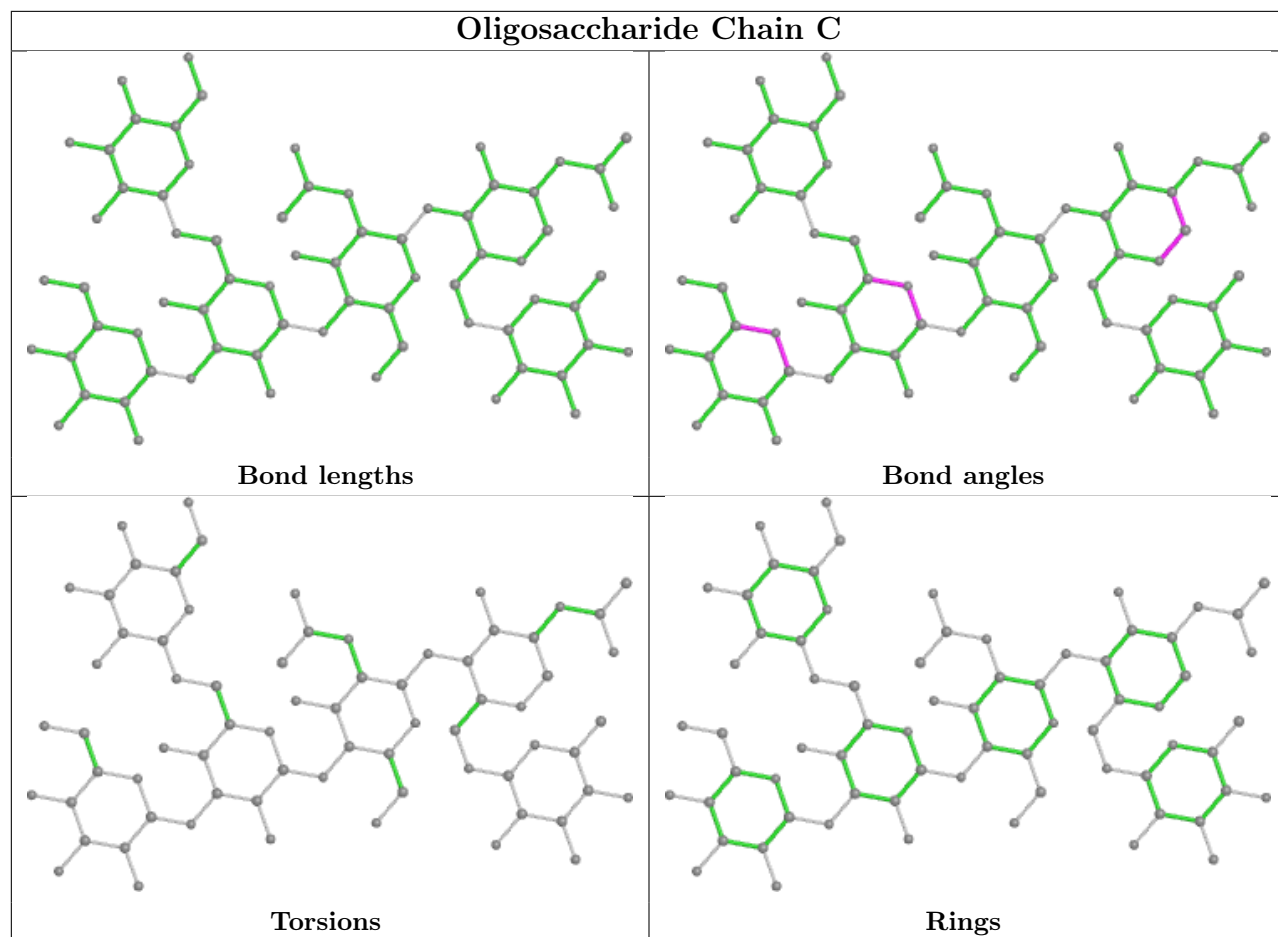 Oligosaccharide Chain C
Bond lengths
Bond angles
Torsions
Rings